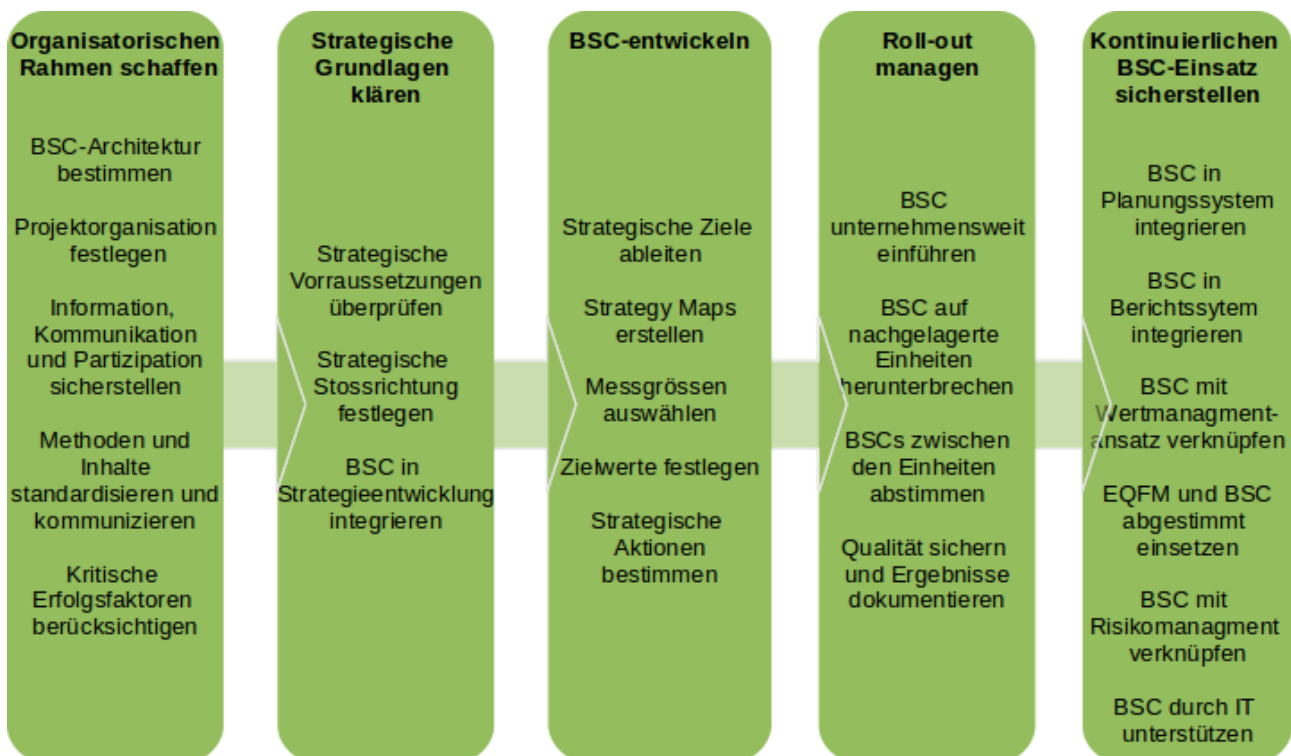 Organisatorischen
Rahmen schaffen
BSC-Architektur
bestimmen
Projektorganisation
festlegen
Information,
Kommunikation
und Partizipation
sicherstellen
Methoden und
Inhalte
standardisieren und
kommunizieren
Kritische
Erfolgsfaktoren
berücksichtigen
Strategische
Grundlagen
klären
Strategische
Vorraussetzungen
überprüfen
Strategische
Stossrichtung
festlegen
BSC in
Strategieentwicklung
integrieren
BSC-entwickeln
Strategische Ziele
ableiten
Strategy Maps
erstellen
Messgrössen
auswählen
Zielwerte festlegen
Strategische
Aktionen
bestimmen
Roll-out
managen
BSC
unternehmensweit
einführen
BSC auf
nachgelagerte
Einheiten
herunterbrechen
BSCs zwischen
den Einheiten
abstimmen
Qualität sichern
und Ergebnisse
dokumentieren
Kontinuierlichen
BSC-Einsatz
sicherstellen
BSC in
Planungssystem
integrieren
BSC in
Berichtssytem
integrieren
BSC mit
Wertmanagment-
ansatz verknüpfen
EQFM und BSC
abgestimmt
einsetzen
BSC mit
Risikomanagment
verknüpfen
BSC durch IT
unterstützen